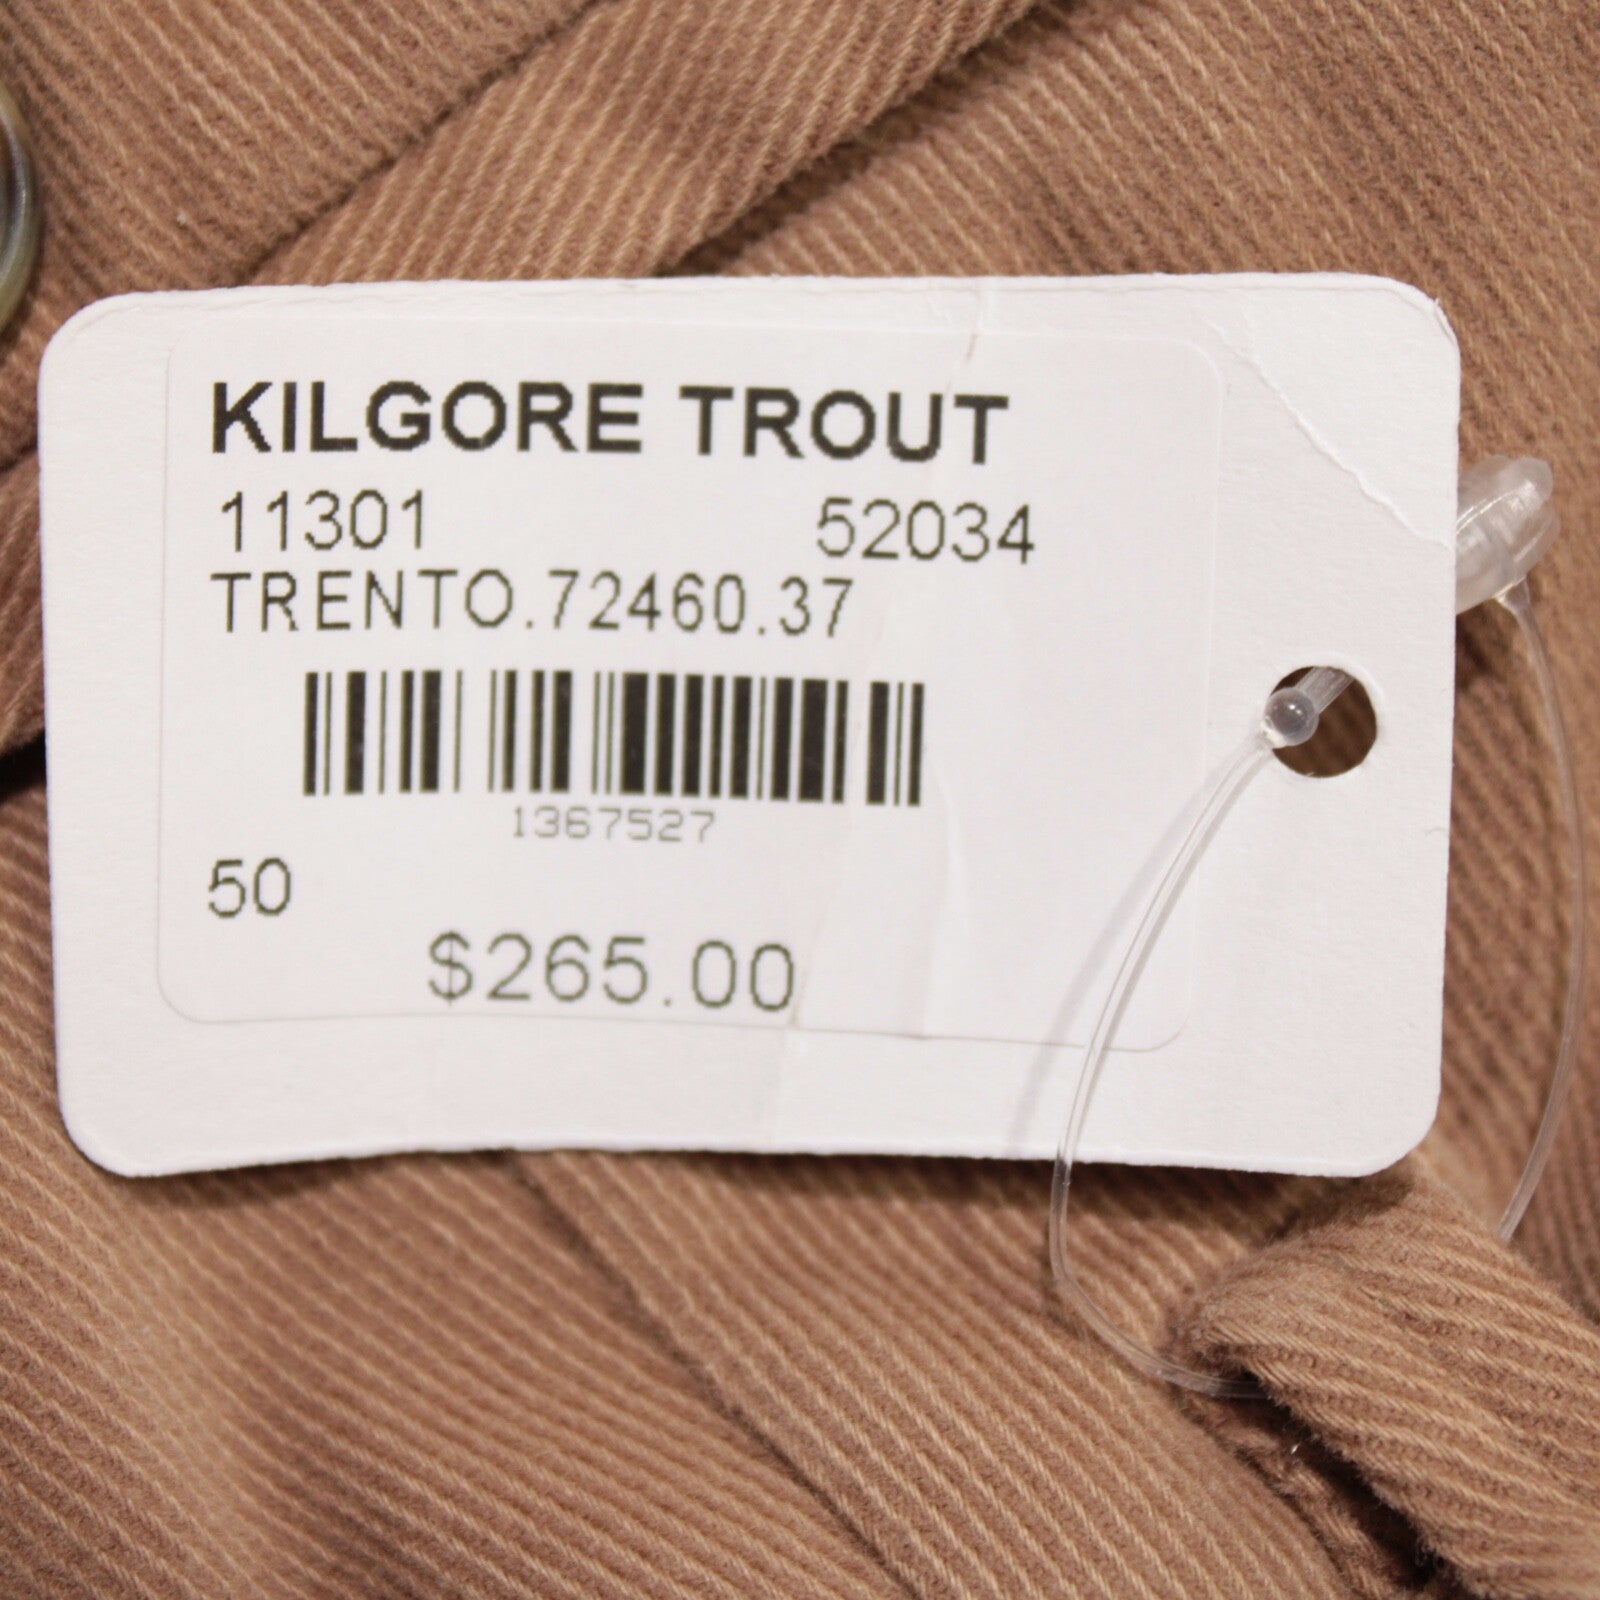 KILGORE TROUT
11301 52034
TRENTO.72460.37
1367527
50
$265.00